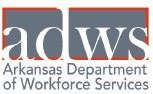 adws
Arkansas Department
of Workforce Services